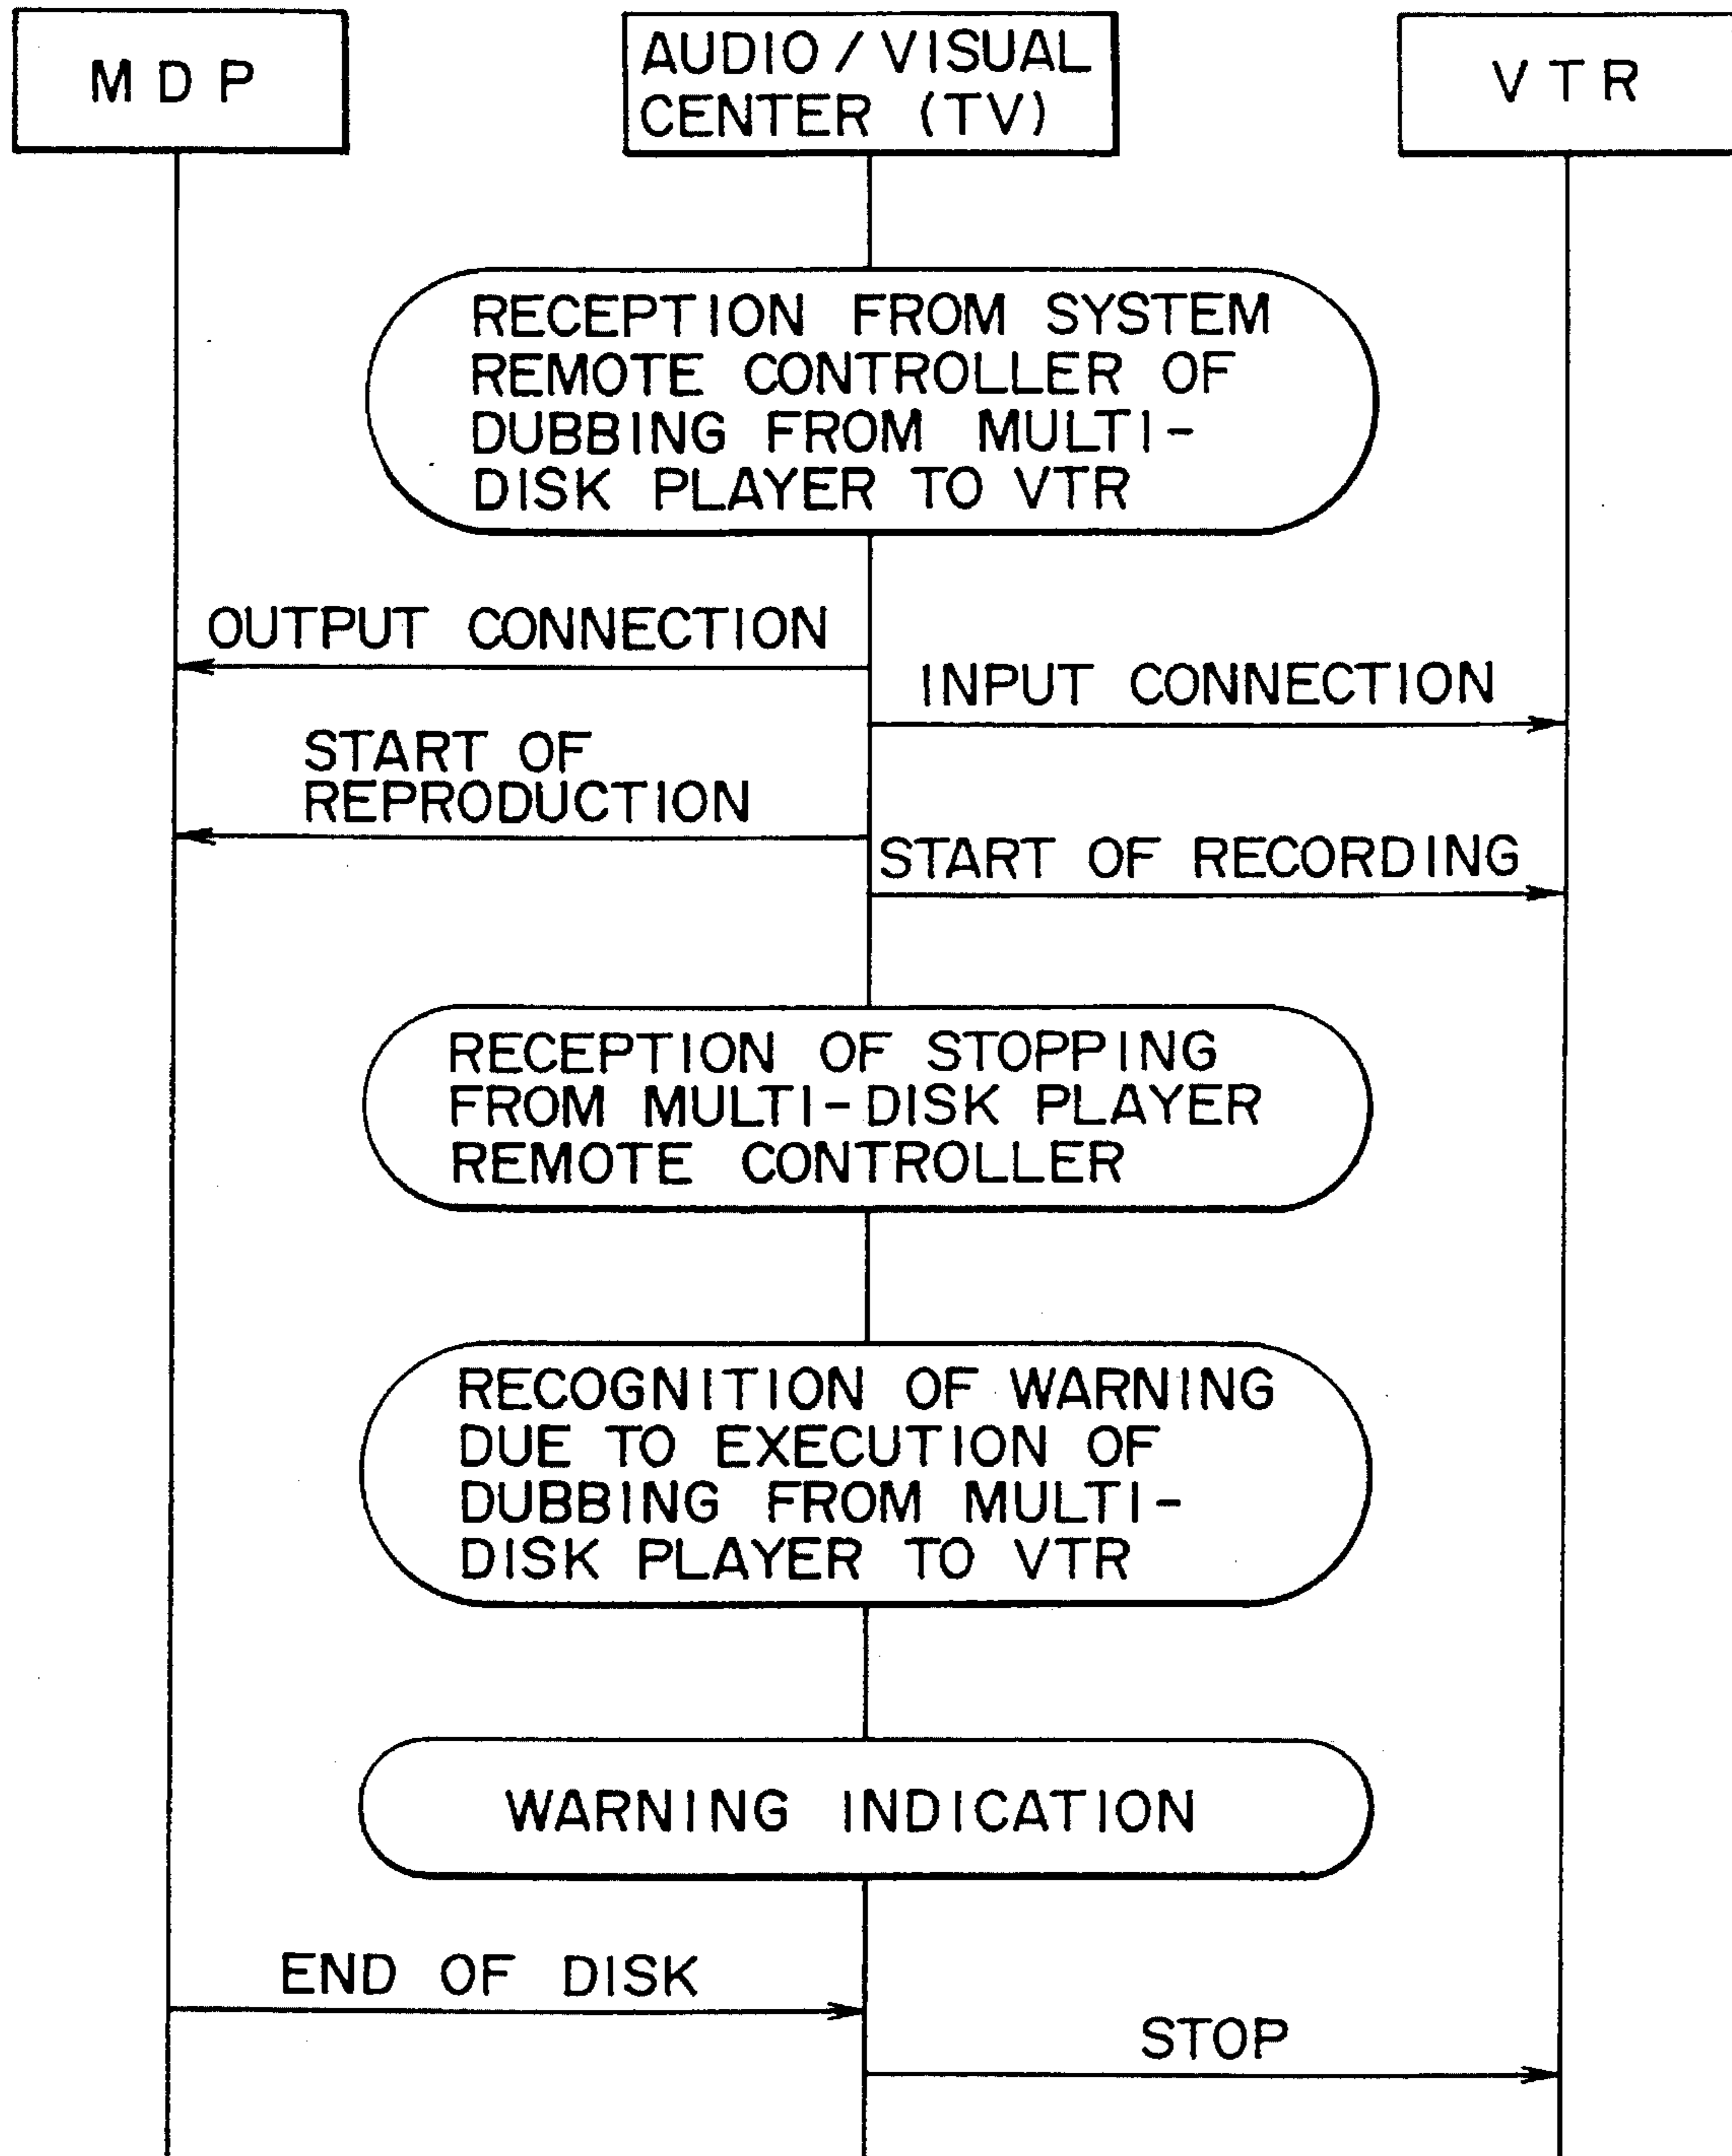 MDP
AUDIO/VISUAL
CENTER (TV)
VTR
RECEPTION FROM SYSTEM
REMOTE CONTROLLER OF
DUBBING FROM MULTI-
DISK PLAYER TO VTR
OUTPUT CONNECTION
INPUT CONNECTION
START OF
REPRODUCTION
START OF RECORDING
RECEPTION OF STOPPING
FROM MULTI-DISK PLAYER
REMOTE CONTROLLER
RECOGNITION OF WARNING
DUE TO EXECUTION OF
DUBBING FROM MULTI-
DISK PLAYER TO VTR
WARNING INDICATION
END OF DISK
STOP